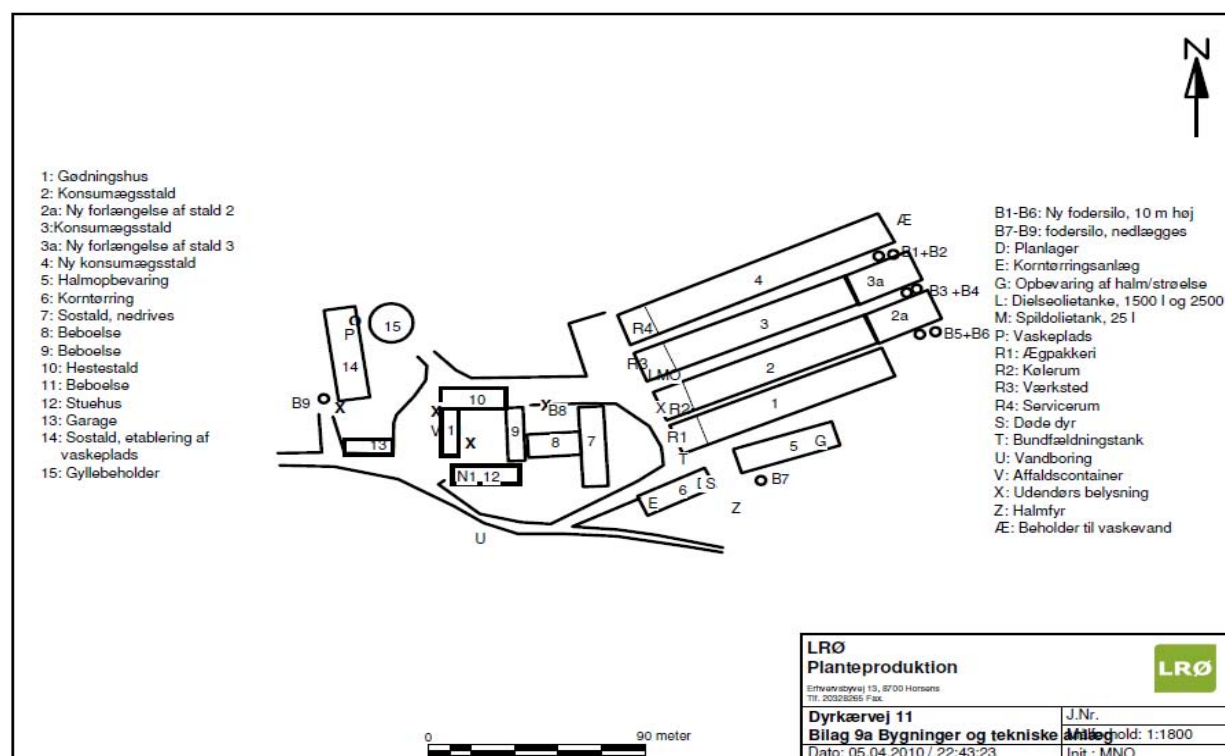 N
1: Gødningshus
2: Konsumægsstald
2a: Ny forlængelse af stald 2
3:Konsumægsstald
3a: Ny forlængelse af stald 3
4: Ny konsumægsstald
5: Halmopbevaring
6: Korntørring
7: Sostald, nedrives
8: Beboelse
9: Beboelse
10: Hestestald
11: Beboelse
12: Stuehus
13: Garage
14: Sostald, etablering af
vaskeplads
15: Gyllebeholder
B1-B6: Ny fodersilo, 10 m høj
B7-B9: fodersilo, nedlægges
D: Planlager
E: Korntørringsanlæg
G: Opbevaring af halm/strøelse
L: Dielseolietanke, 1500 l og 2500
M: Spildolietank, 25 l
P: Vaskeplads
R1: Ægpakkeri
R2: Kølerum
R3: Værksted
R4: Servicerum
S: Døde dyr
T: Bundfældningstank
U: Vandboring
V: Affaldscontainer
X: Udendørs belysning
Z: Halmfyr
Æ: Beholder til vaskevand
Æ
B1+B2
4
3a
B3 +B4
R4
3
2a
B5+B6
R3
LMO
2
X R2
1
R1
T
5 G
B7
6 S
E
Z
P
15
14
B9
X
13
X
10
X B8
V 1
X
9
8
7
N1 12
U
0 90 meter
LRØ
Planteproduktion
Erhvervsbyvej 13, 8700 Horsens
Tlf. 20328265 Fax.
LRØ
Dyrkærvej 11
J.Nr.
Bilag 9a Bygninger og tekniske anlæg
1:1800
Dato: 05.04.2010 / 22:43:23
Init.: MNO